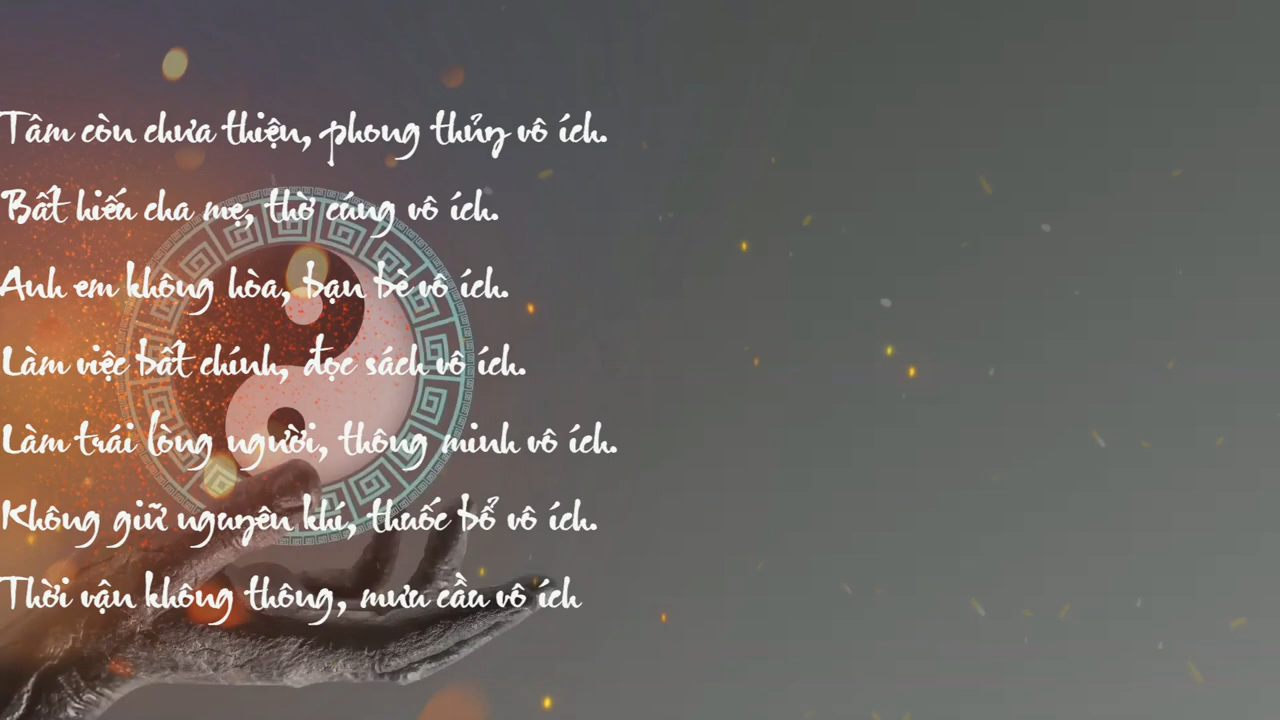 Tâm còn chưa thiện, phong thủy vô ích.
Bất hiếu cha mẹ, thờ cúng vô ích.
Anh em không hòa, bạn bè vô ích.
Làm việc bất chính, đọc sách vô ích.
Làm trái lòng người, thông minh vô ích.
Không giữ nguyên khí, thuốc bổ vô ích.
Thời vận không thông, mưu cầu vô ích